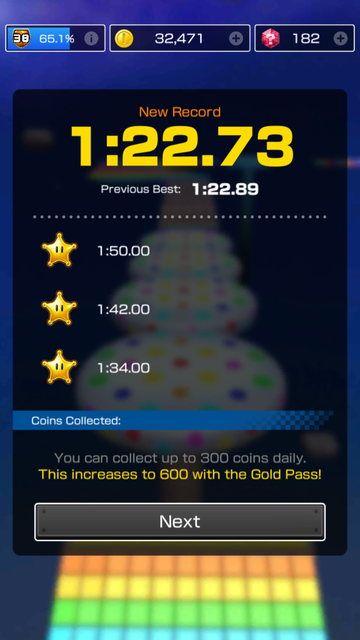 38 65.1% i 32,471 + 182 +
New Record
1:22.73
Previous Best: 1:22.89
1:50.00
1:42.00
1:34.00
Coins Collected:
You can collect up to 300 coins daily.
This increases to 600 with the Gold Pass!
Next